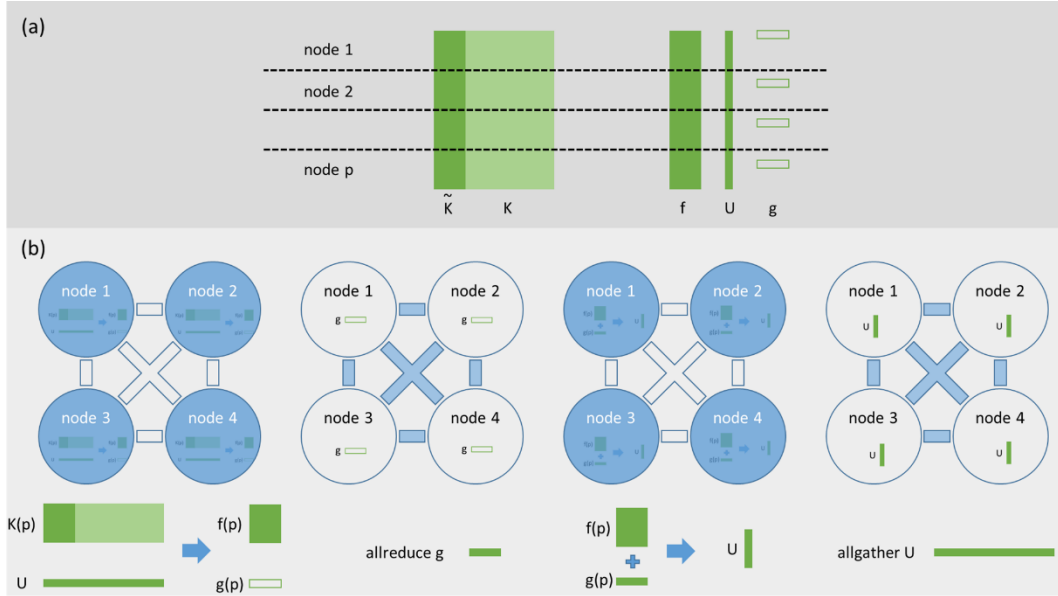 (a)
node 1
node 2
node p
K̃ K f U g
(b)
node 1 node 2 node 1 node 2 node 1 node 2 node 1 node 2
g g U U
node 3 node 4 node 3 node 4 node 3 node 4 node 3 node 4
g g U U
K(p) f(p) f(p)
allreduce g U allgather U
U g(p) g(p)